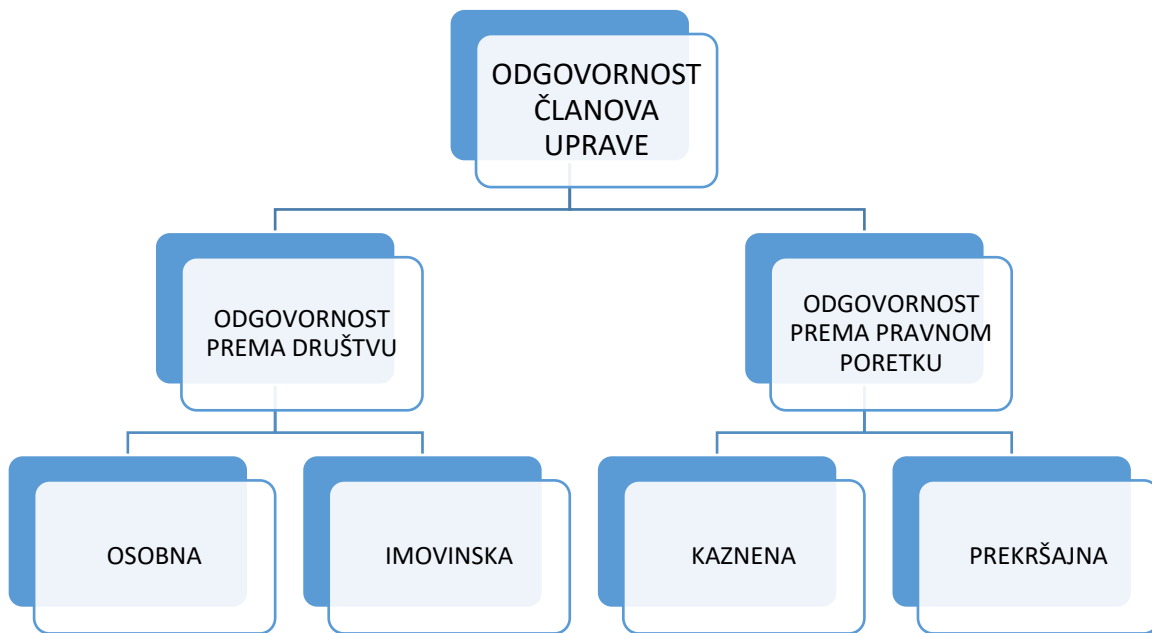 ODGOVORNOST
ČLANOVA
UPRAVE
ODGOVORNOST
PREMA DRUŠTVU
ODGOVORNOST
PREMA PRAVNOM
PORETKU
OSOBNA
IMOVINSKA
KAZNENA
PREKRŠAJNA